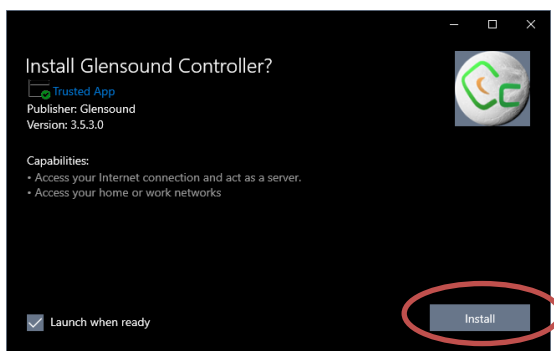 Install Glensound Controller?
Trusted App
Publisher: Glensound
Version: 3.5.3.0
Capabilities:
• Access your Internet connection and act as a server.
• Access your home or work networks
Launch when ready
Install